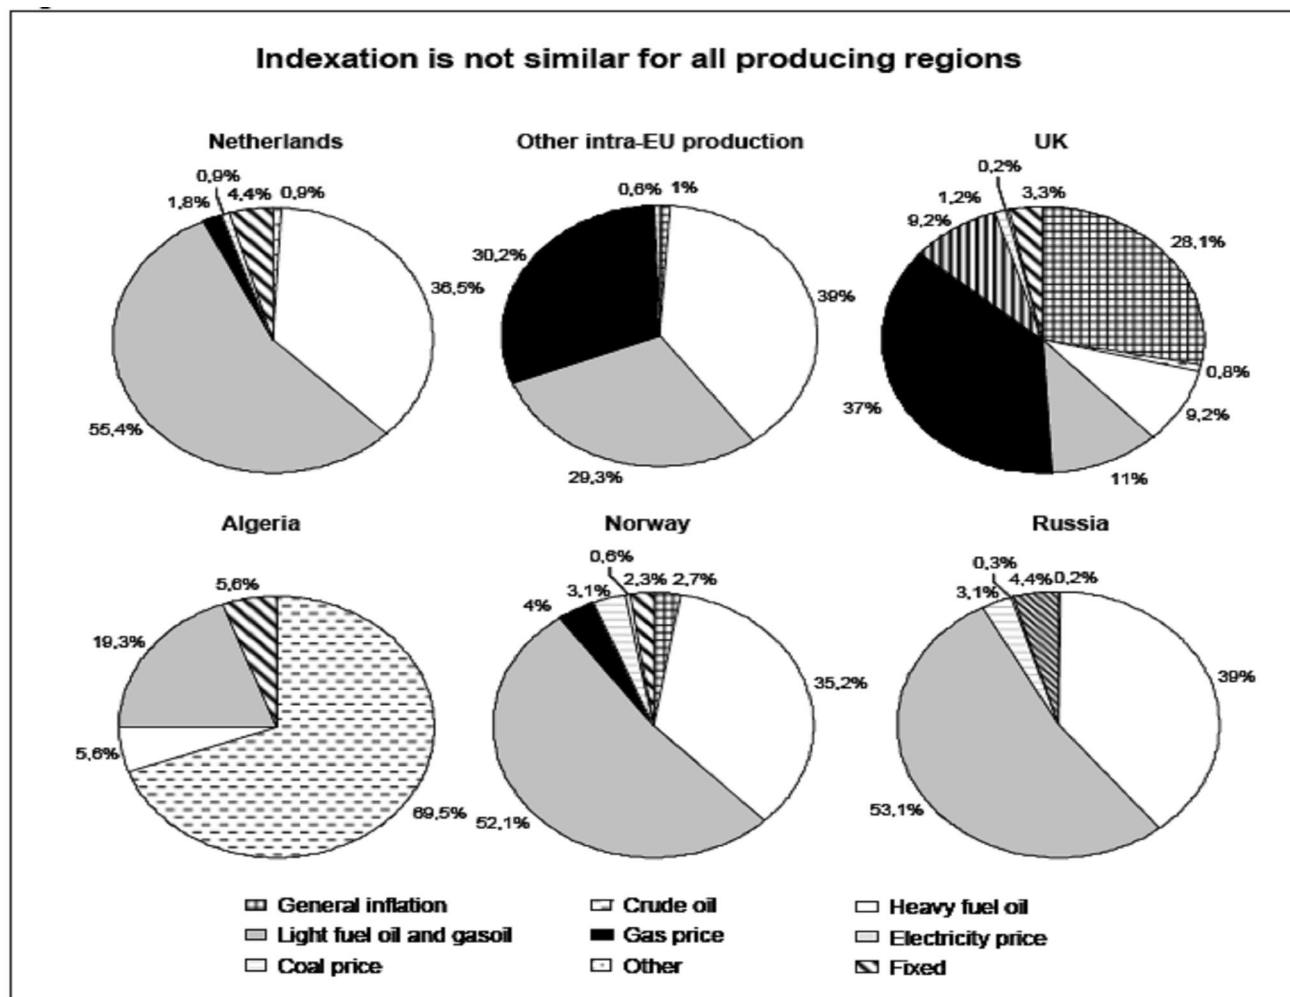 Indexation is not similar for all producing regions
Netherlands
0,9%
1,8%
4,4%
0,9%
36,5%
55,4%
Other intra-EU production
0,6%
1%
30,2%
39%
29,3%
UK
0,2%
1,2%
3,3%
9,2%
28,1%
0,8%
37%
9,2%
11%
Algeria
5,6%
19,3%
5,6%
69,5%
Norway
0,6%
3,1%
2,3%
2,7%
4%
35,2%
52,1%
Russia
0,3%
3,1%
4,4%
0,2%
39%
53,1%
General inflation
Crude oil
Heavy fuel oil
Light fuel oil and gasoil
Gas price
Electricity price
Coal price
Other
Fixed